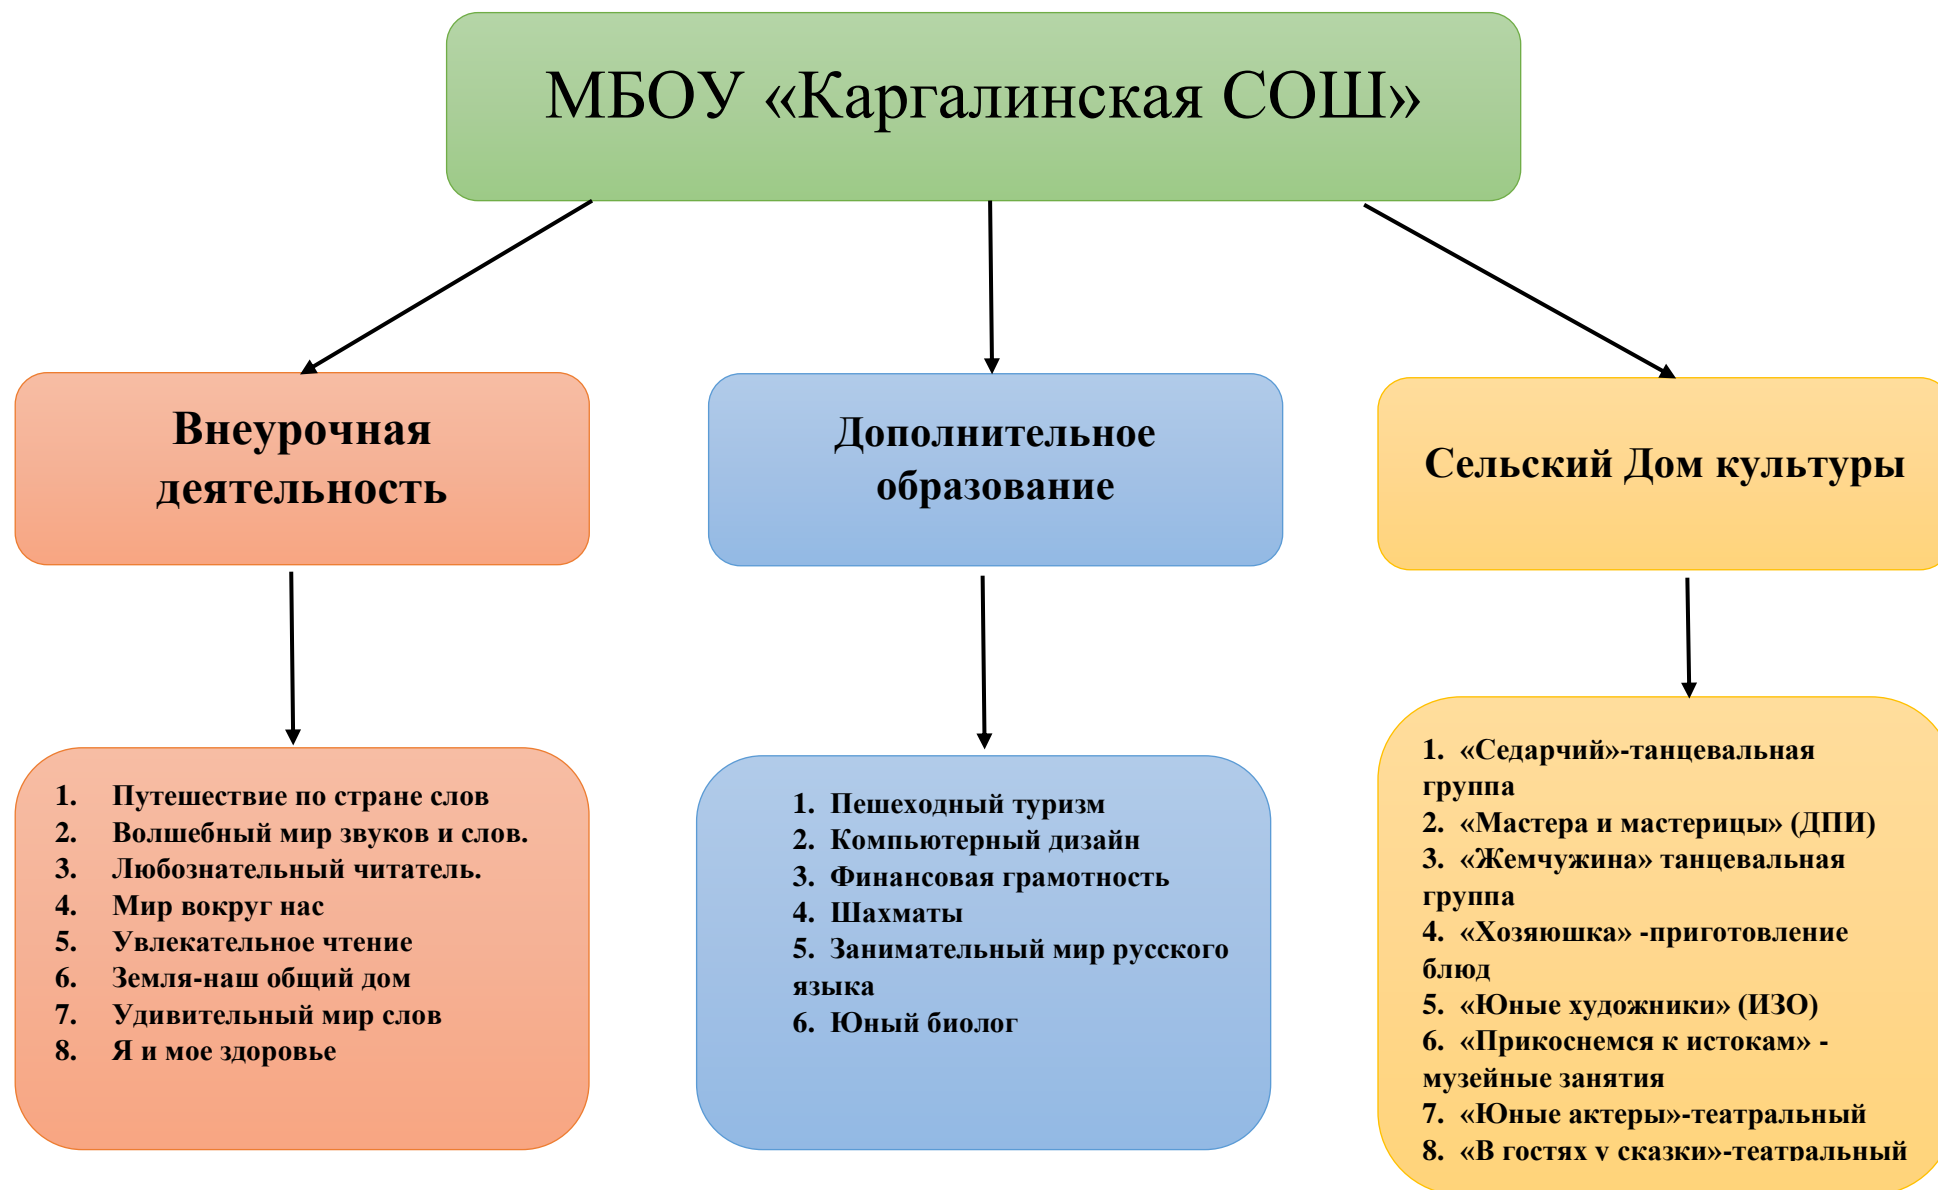 МБОУ «Каргалинская СОШ»
Внеурочная
деятельность
Дополнительное
образование
Сельский Дом культуры
1. Путешествие по стране слов
2. Волшебный мир звуков и слов.
3. Любознательный читатель.
4. Мир вокруг нас
5. Увлекательное чтение
6. Земля-наш общий дом
7. Удивительный мир слов
8. Я и мое здоровье
1. Пешеходный туризм
2. Компьютерный дизайн
3. Финансовая грамотность
4. Шахматы
5. Занимательный мир русского
языка
6. Юный биолог
1. «Седарчий»-танцевальная
группа
2. «Мастера и мастерицы» (ДПИ)
3. «Жемчужина» танцевальная
группа
4. «Хозяюшка» -приготовление
блюд
5. «Юные художники» (ИЗО)
6. «Прикоснемся к истокам» -
музейные занятия
7. «Юные актеры»-театральный
8. «В гостях у сказки»-театральный